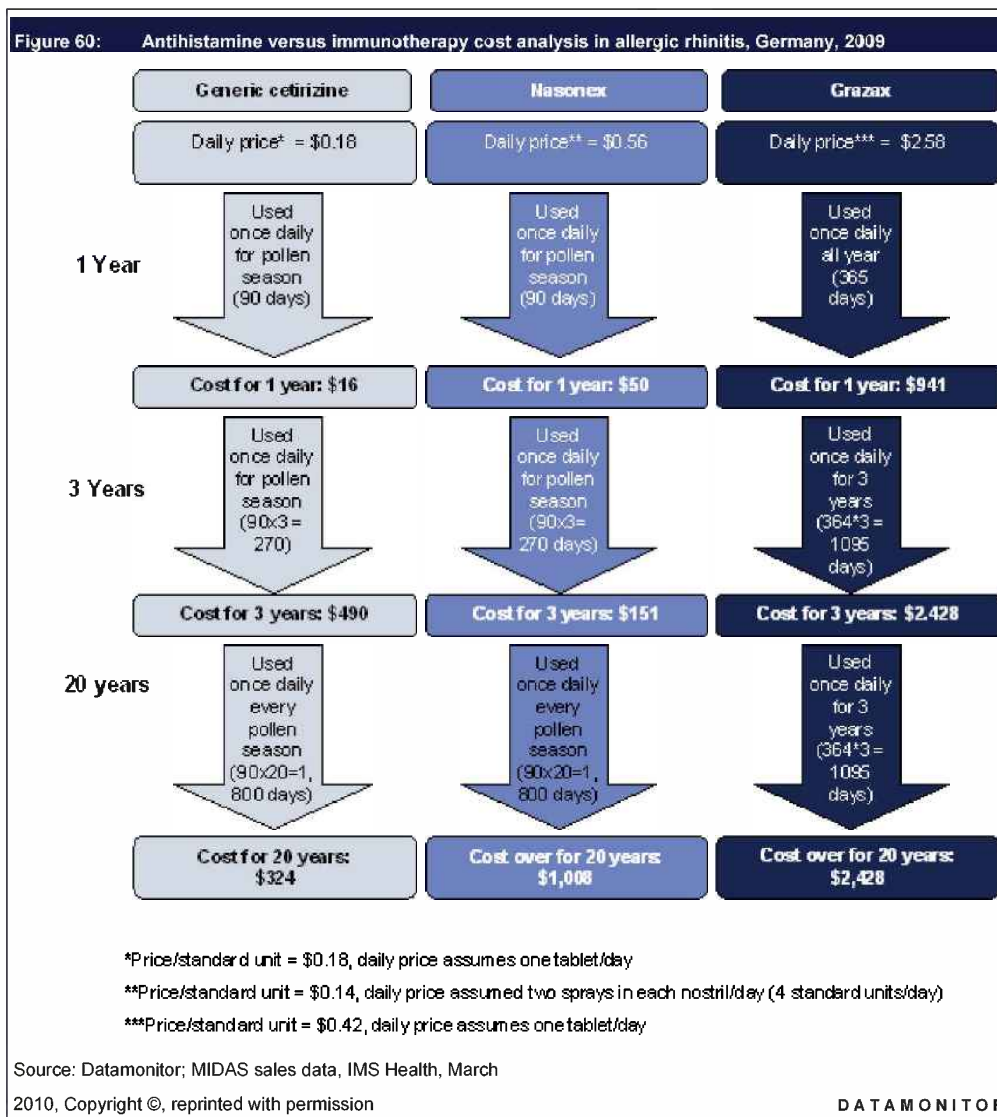 Figure 60: Antihistamine versus immunotherapy cost analysis in allergic rhinitis, Germany, 2009
Generic cetirizine
Nasonex
Grazax
Daily price* = $0.18
Daily price** = $0.56
Daily price*** = $2.58
1 Year
Used
once daily
for pollen
season
(90 days)
Used
once daily
for pollen
season
(90 days)
Used
once daily
all year
(365
days)
Cost for 1 year: $16
Cost for 1 year: $50
Cost for 1 year: $941
3 Years
Used
once daily
for pollen
season
(90x3=
270)
Used
once daily
for pollen
season
(90x3=
270 days)
Used
once daily
for 3
years
(364*3=
1095
days)
Cost for 3 years: $490
Cost for 3 years: $151
Cost for 3 years: $2.428
20 years
Used
once daily
every
pollen
season
(90x20=1,
800 days)
Used
once daily
every
pollen
season
(90x20=1,
800 days)
Used
once daily
for 3
years
(364*3=
1095
days)
Cost for 20 years:
$324
Cost over for 20 years:
$1,008
Cost over for 20 years:
$2,428
*Price/standard unit = $0.18, daily price assumes one tablet/day
**Price/standard unit = $0.14, daily price assumed two sprays in each nostril/day (4 standard units/day)
***Price/standard unit = $0.42, daily price assumes one tablet/day
Source: Datamonitor; MIDAS sales data, IMS Health, March
2010, Copyright ©, reprinted with permission
DATAMONITOR